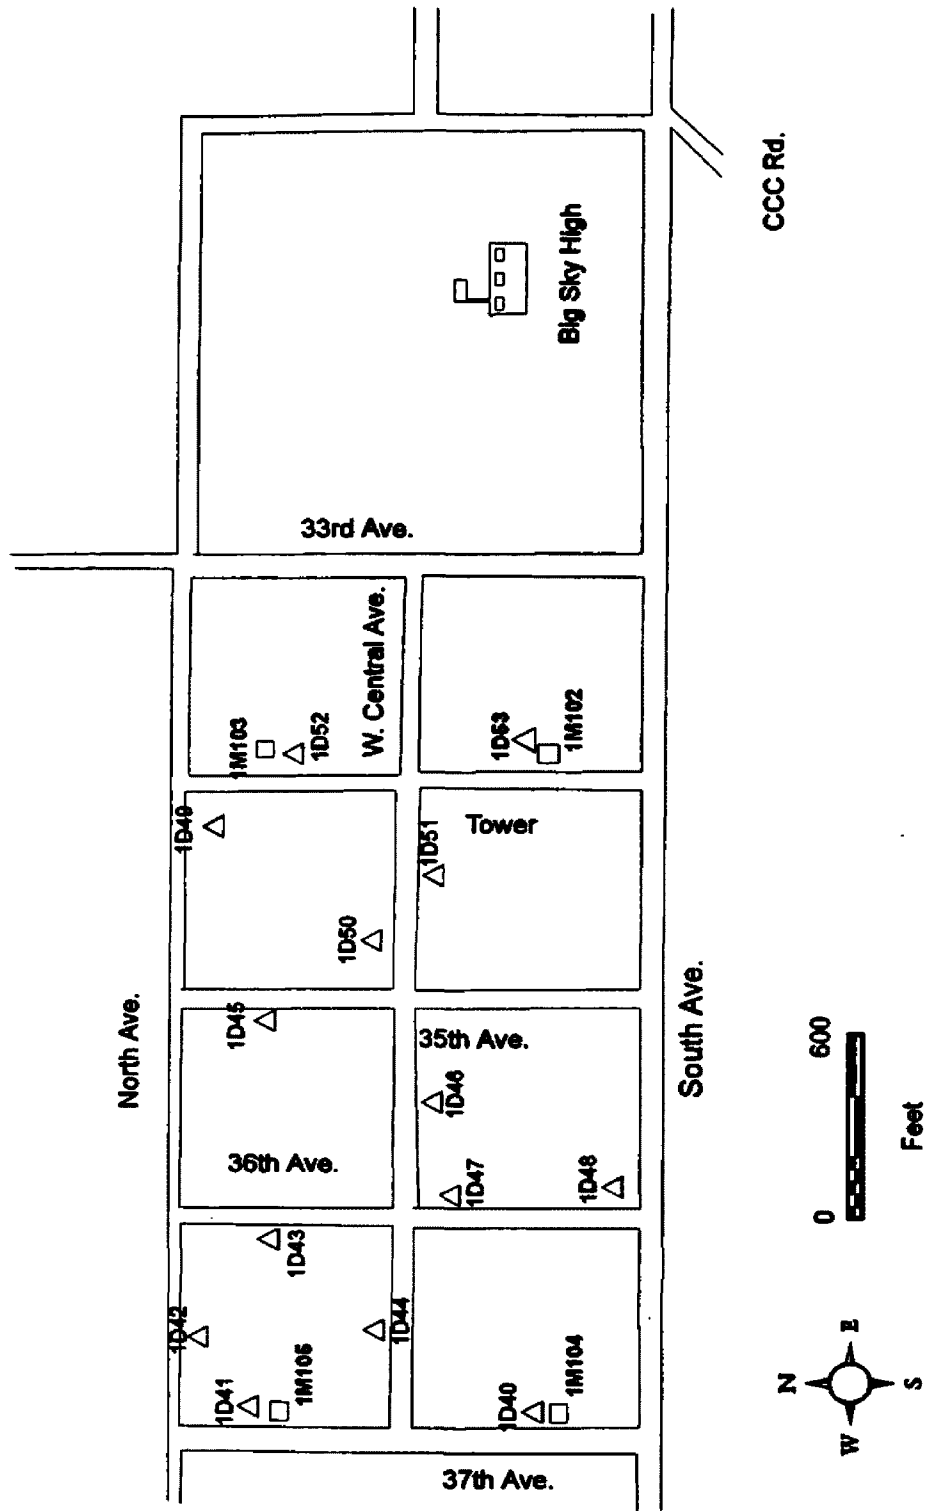 North Ave.
1D42
1D49
1D41
1D45
1M103
36th Ave.
1M105
1D43
1D52
33rd Ave.
1D50
W. Central Ave.
1D44
1D51
35th Ave.
1D46
1D47
Tower
37th Ave.
1D40
1D53
1M104
1M102
Big Sky High
1D48
South Ave.
CCC Rd.
N
W
E
S
0
600
Feet